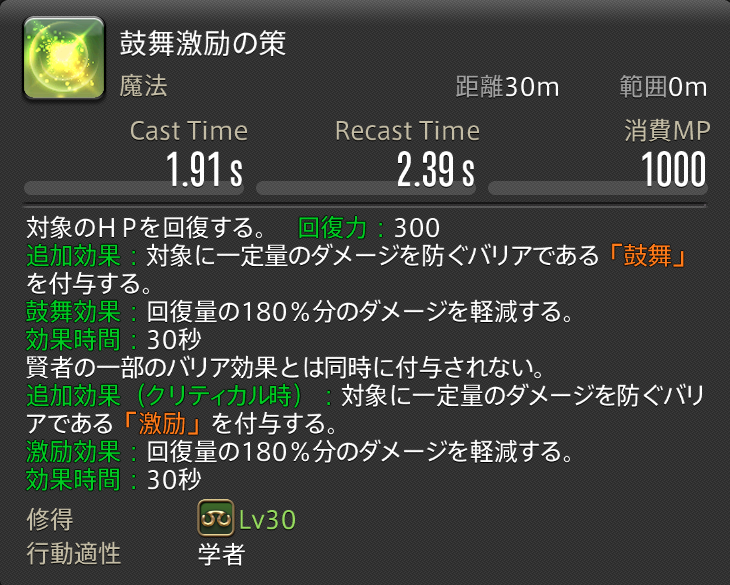 鼓舞激励の策
魔法 距離30m 範囲0m
Cast Time Recast Time 消費MP
1.91s 2.39s 1000
対象のＨＰを回復する。 回復力：300
追加効果：対象に一定量のダメージを防ぐバリアである「鼓舞」
を付与する。
鼓舞効果：回復量の180％分のダメージを軽減する。
効果時間：30秒
賢者の一部のバリア効果とは同時に付与されない。
追加効果（クリティカル時）：対象に一定量のダメージを防ぐバリ
アである「激励」を付与する。
激励効果：回復量の180％分のダメージを軽減する。
効果時間：30秒
修得 Lv30
行動適性 学者